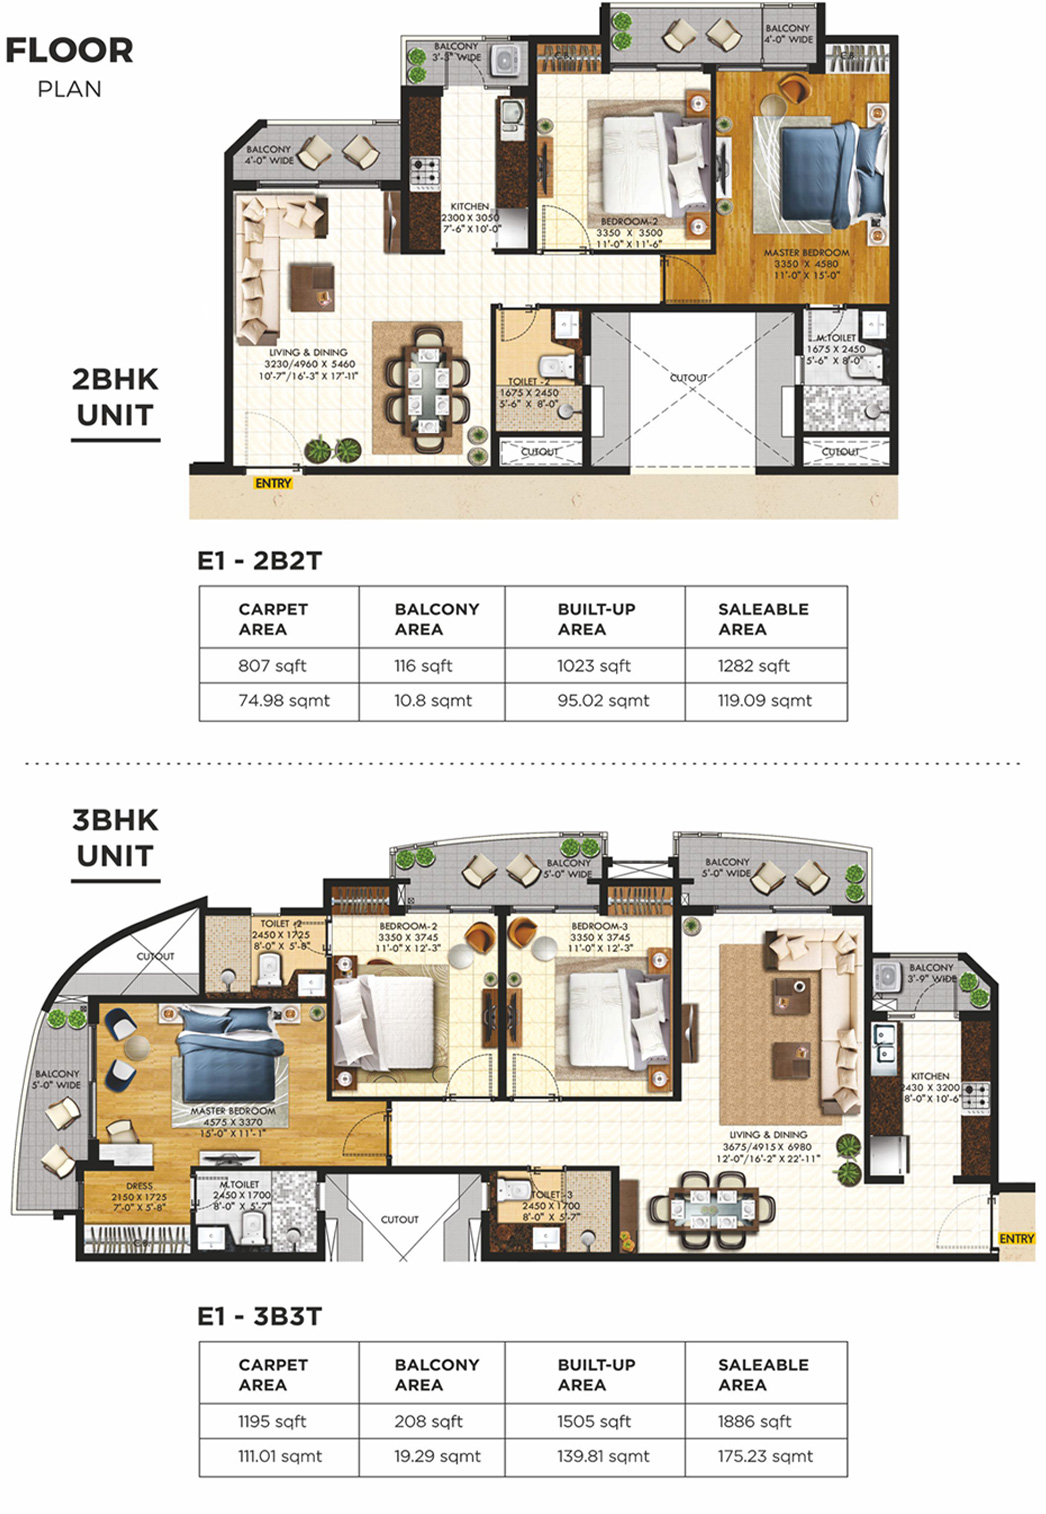 FLOOR
PLAN
BALCONY
4'-0" WIDE
BALCONY
3'-3" WIDE
BALCONY
4'-0" WIDE
KITCHEN
2300 X 3050
7'-6" X 10'-0"
BEDROOM-2
3350 X 3500
11'-0" X 11'-6"
MASTER BEDROOM
3350 X 4580
11'-0" X 15'-0"
LIVING & DINING
3230/4960 X 5460
10'-7"/16'-3" X 17'-11"
TOILET -2
1675 X 2450
5'-6" X 8'-0"
CUTOUT
M.TOILET
1675 X 2450
5'-6" X 8'-0"
CUTOUT
CUTOUT
2BHK
UNIT
ENTRY
E1 - 2B2T
CARPET AREA
BALCONY AREA
BUILT-UP AREA
SALEABLE AREA
807 sqft
116 sqft
1023 sqft
1282 sqft
74.98 sqmt
10.8 sqmt
95.02 sqmt
119.09 sqmt
3BHK
UNIT
BALCONY
5'-0" WIDE
BALCONY
5'-0" WIDE
TOILET -2
2450 X 1725
8'-0" X 5'-8"
BEDROOM-2
3350 X 3745
11'-0" X 12'-3"
BEDROOM-3
3350 X 3745
11'-0" X 12'-3"
CUTOUT
BALCONY
3'-9" WIDE
BALCONY
5'-0" WIDE
MASTER BEDROOM
4575 X 3370
15'-0" X 11'-1"
KITCHEN
2430 X 3200
8'-0" X 10'-6"
LIVING & DINING
3675/4915 X 6980
12'-0"/16'-2" X 22'-11"
DRESS
2150 X 1725
7'-0" X 5'-8"
M.TOILET
2450 X 1700
8'-0" X 5'-7"
CUTOUT
TOILET-3
2450 X 1700
8'-0" X 5'-7"
ENTRY
E1 - 3B3T
CARPET AREA
BALCONY AREA
BUILT-UP AREA
SALEABLE AREA
1195 sqft
208 sqft
1505 sqft
1886 sqft
111.01 sqmt
19.29 sqmt
139.81 sqmt
175.23 sqmt